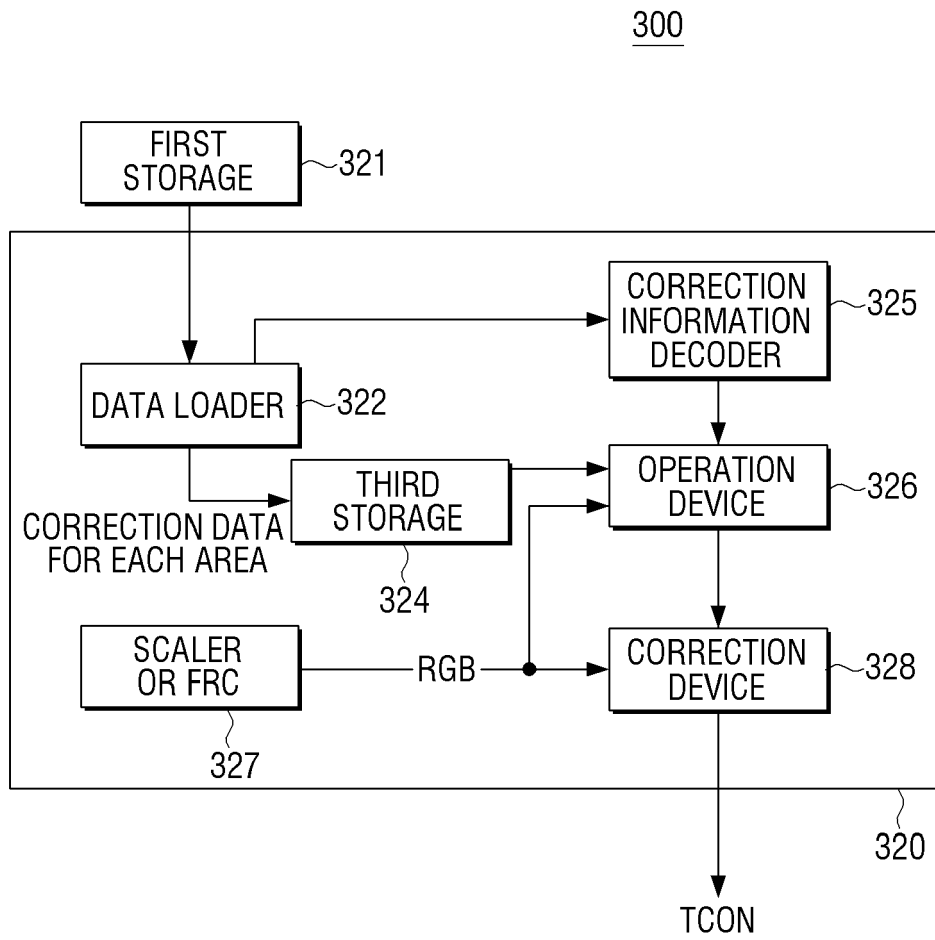 300
FIRST
STORAGE
321
CORRECTION
INFORMATION
DECODER
325
DATA LOADER
322
THIRD
STORAGE
324
OPERATION
DEVICE
326
CORRECTION DATA
FOR EACH AREA
SCALER
OR FRC
327
RGB
CORRECTION
DEVICE
328
320
TCON